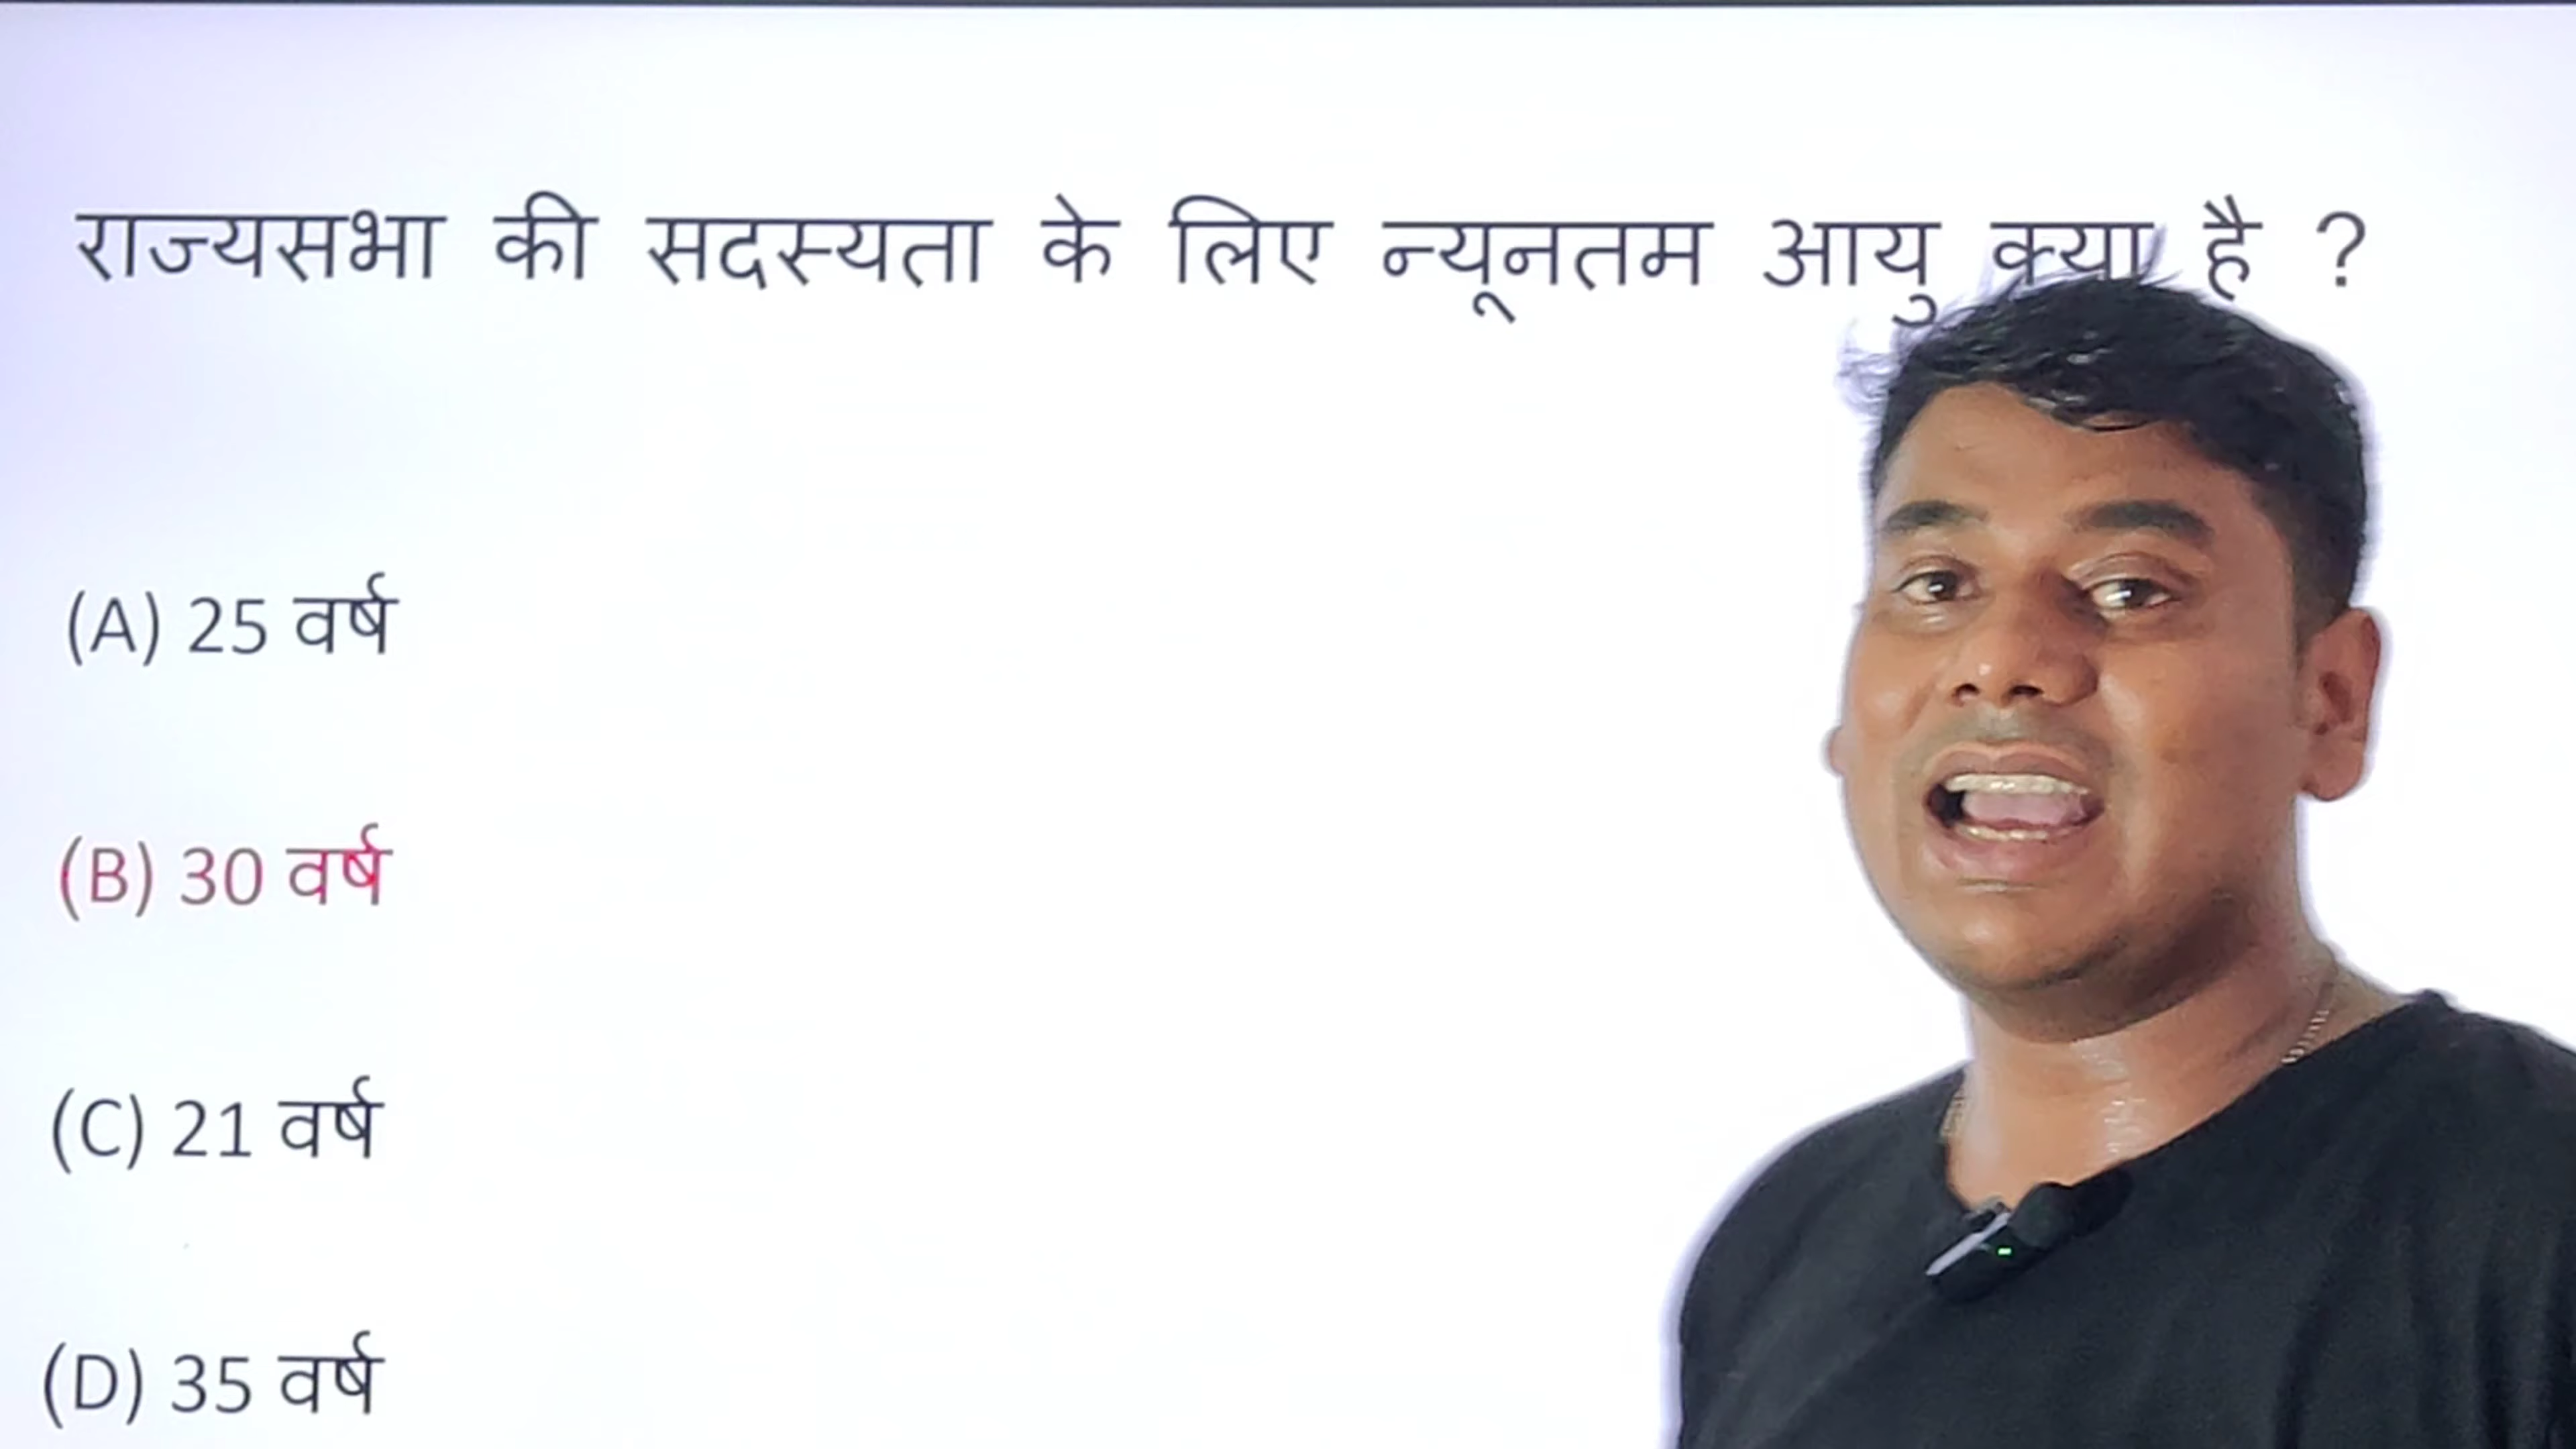 राज्यसभा की सदस्यता के लिए न्यूनतम आयु क्या है ?
(A) 25 वर्ष
(B) 30 वर्ष
(C) 21 वर्ष
(D) 35 वर्ष